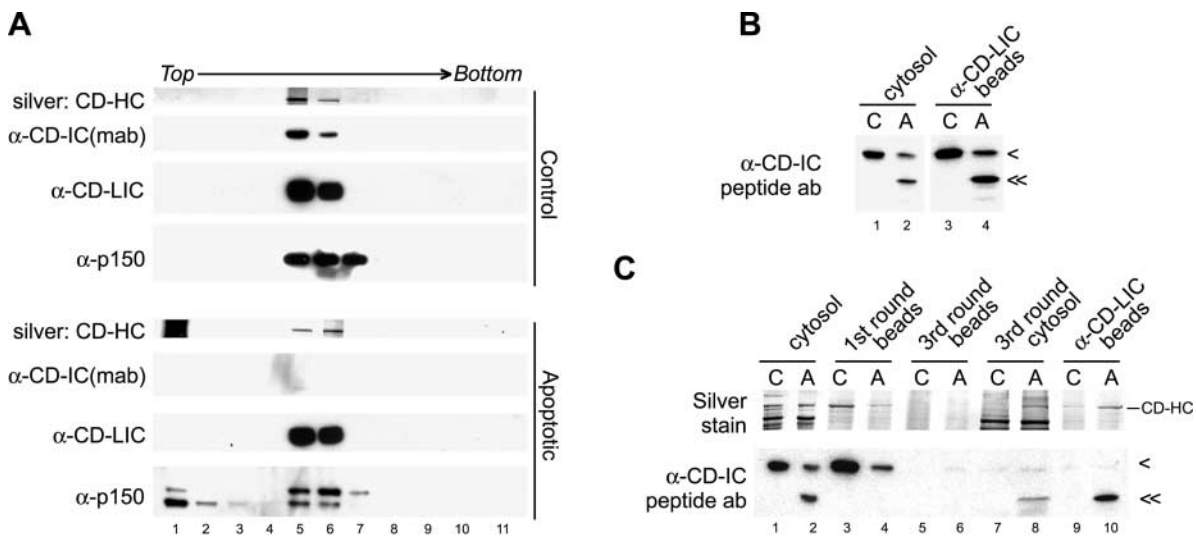 A
Top
Bottom
silver: CD-HC
α-CD-IC(mab)
α-CD-LIC
α-p150
Control
silver: CD-HC
α-CD-IC(mab)
α-CD-LIC
α-p150
Apoptotic
1 2 3 4 5 6 7 8 9 10 11
B
cytosol
α-CD-LIC
beads
C A C A
α-CD-IC
peptide ab
<
<<
1 2 3 4
C
cytosol
1st round
beads
3rd round
beads
3rd round
cytosol
α-CD-LIC
beads
C A C A C A C A C A
Silver
stain
CD-HC
α-CD-IC
peptide ab
<
<<
1 2 3 4 5 6 7 8 9 10